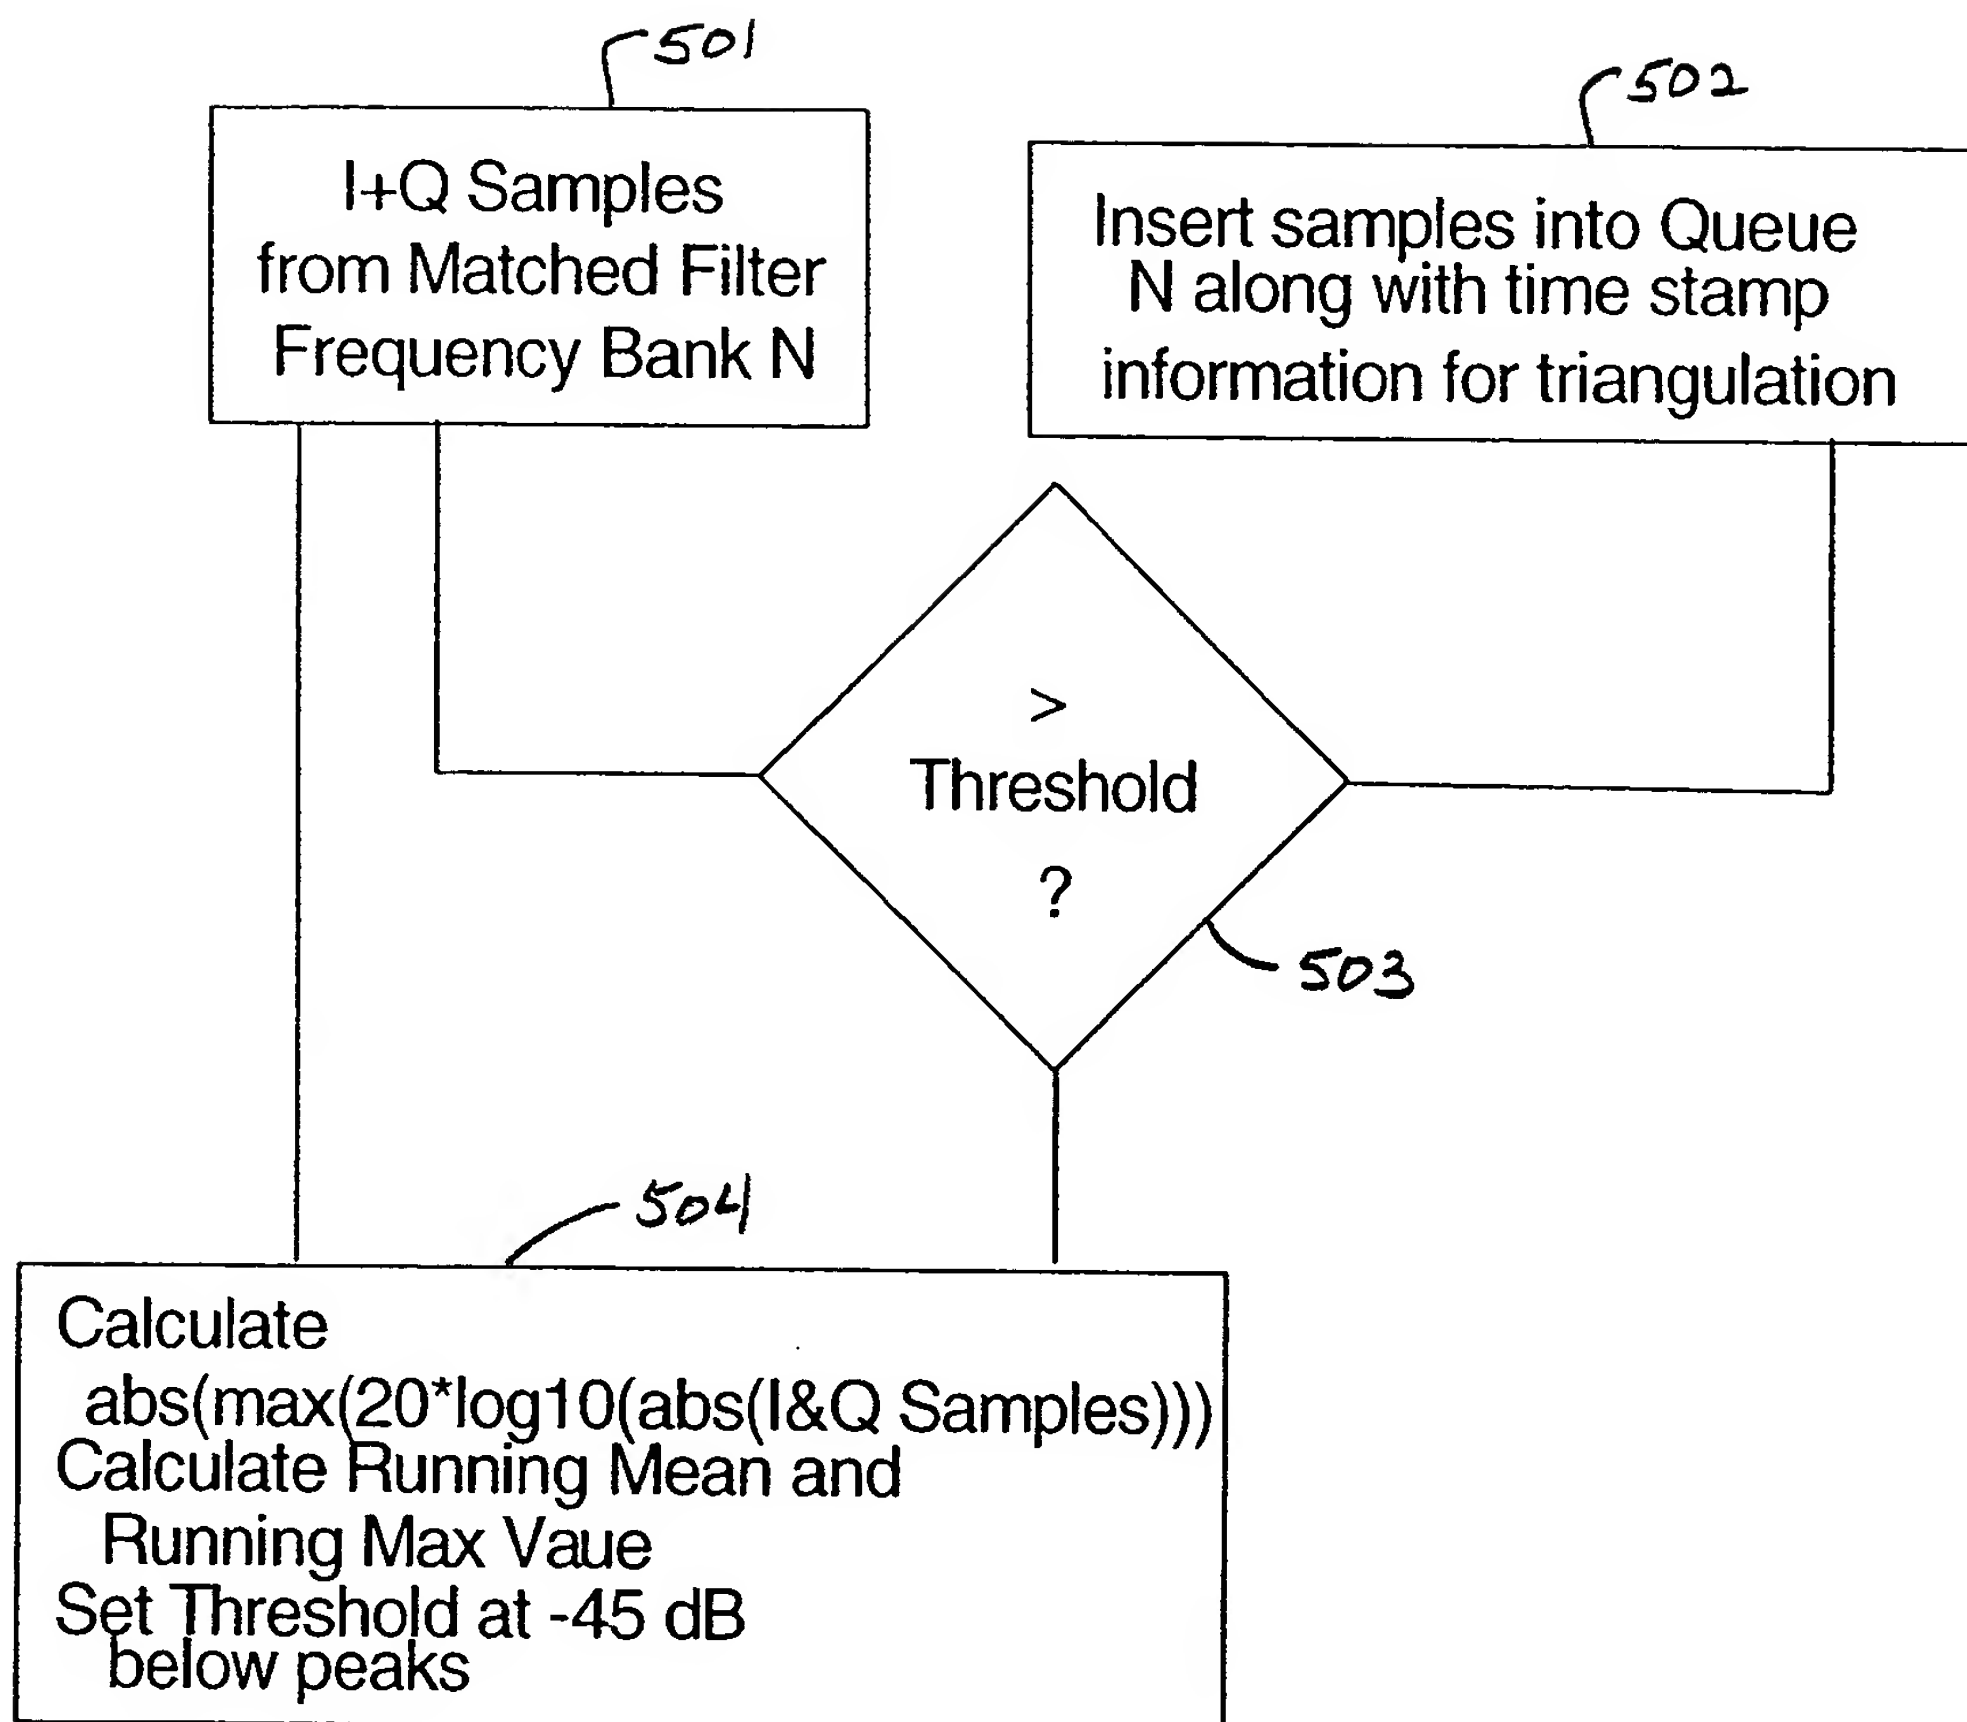 501
I+Q Samples
from Matched Filter
Frequency Bank N
502
Insert samples into Queue
N along with time stamp
information for triangulation
>
Threshold
?
503
504
Calculate
abs(max(20*log10(abs(I&Q Samples)))
Calculate Running Mean and
Running Max Vaue
Set Threshold at -45 dB
below peaks